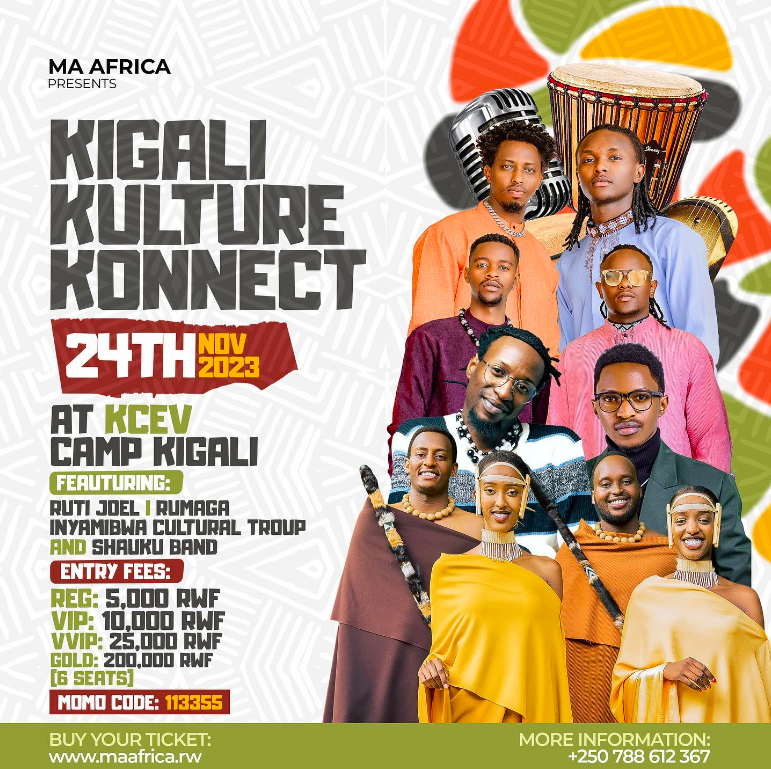 MA AFRICA
PRESENTS
KIGALI
KULTURE
KONNECT
24TH NOV
2023
AT KCEV
CAMP KIGALI
FEAUTURING:
RUTI JOEL | RUMAGA
INYAMIBWA CULTURAL TROUP
AND SHAUKU BAND
ENTRY FEES:
REG: 5,000 RWF
VIP: 10,000 RWF
VVIP: 25,000 RWF
GOLD: 200,000 RWF
[6 SEATS]
MOMO CODE: 113355
BUY YOUR TICKET:
www.maafrica.rw
MORE INFORMATION:
+250 788 612 367